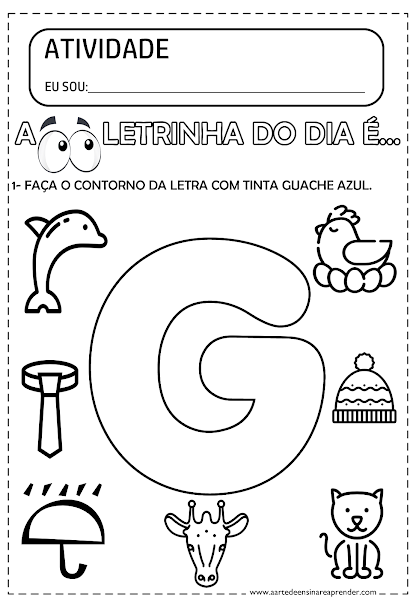 ATIVIDADE
EU SOU:
A LETRINHA DO DIA É...
1- FAÇA O CONTORNO DA LETRA COM TINTA GUACHE AZUL.
G
www.aartedeensinareaprender.com